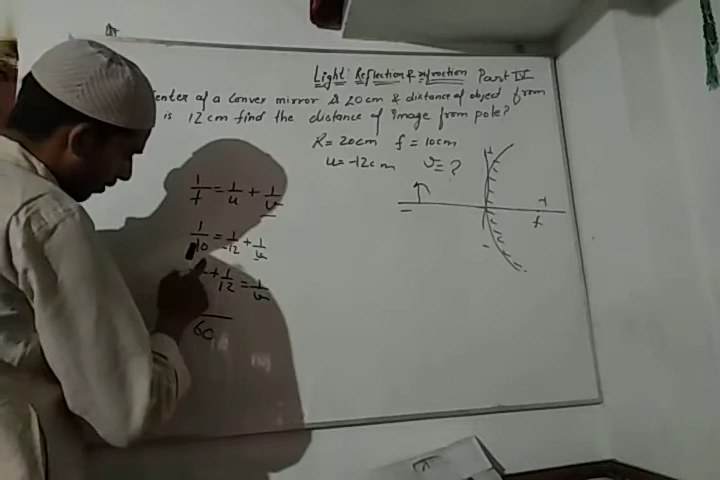 Light: Reflection & refraction Part IV
Center of a Convex mirror is 20cm & distance of object from
is 12 cm find the distance of image from pole?
R = 20cm f = 10cm
u = -12cm v = ?
1/f = 1/u + 1/v
1/10 = 1/-12 + 1/v
+ 1/12 = 1/v
60